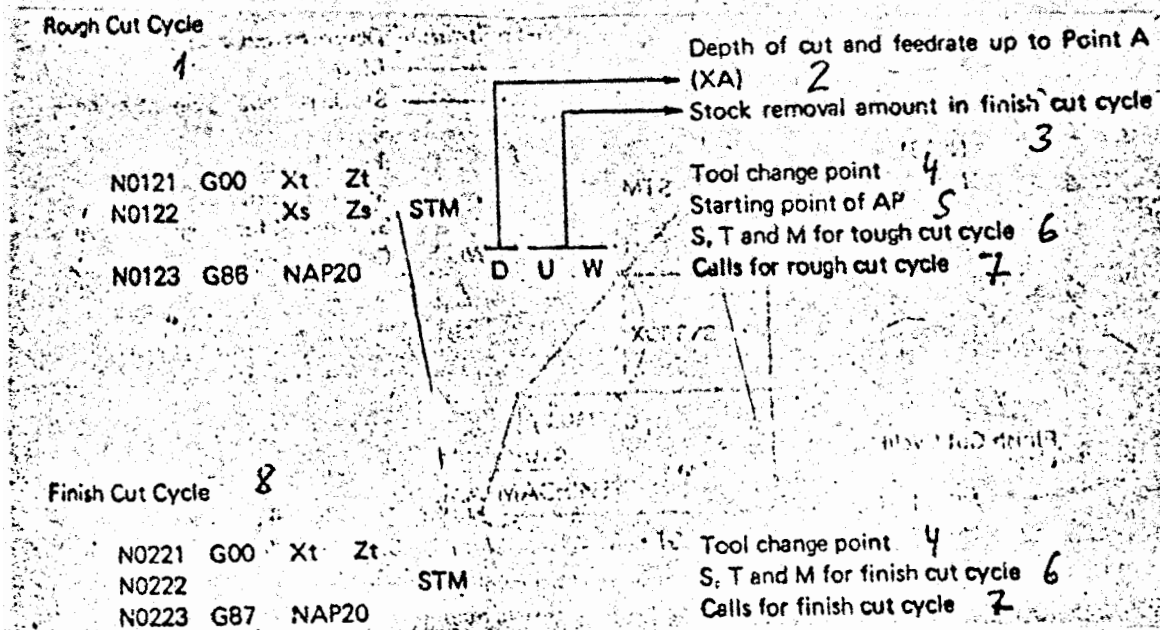 Rough Cut Cycle
1
Depth of cut and feedrate up to Point A
(XA) 2
Stock removal amount in finish cut cycle
3
N0121 G00 Xt Zt Tool change point 4
N0122 Xs Zs STM Starting point of AP 5
S, T and M for tough cut cycle 6
N0123 G86 NAP20 D U W Calls for rough cut cycle 7
Finish Cut Cycle 8
N0221 G00 Xt Zt Tool change point 4
N0222 STM S, T and M for finish cut cycle 6
N0223 G87 NAP20 Calls for finish cut cycle 7